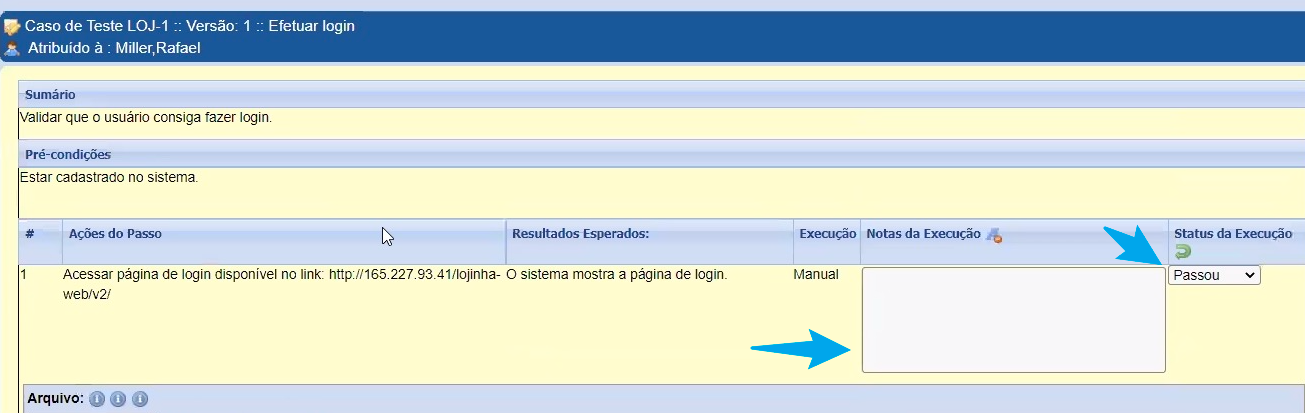 Caso de Teste LOJ-1 :: Versão: 1 :: Efetuar login
Atribuído à : Miller,Rafael
Sumário
Validar que o usuário consiga fazer login.
Pré-condições
Estar cadastrado no sistema.
# Ações do Passo Resultados Esperados: Execução Notas da Execução Status da Execução
1 Acessar página de login disponível no link: http://165.227.93.41/lojinha- O sistema mostra a página de login. Manual Passou
web/v2/
Arquivo: